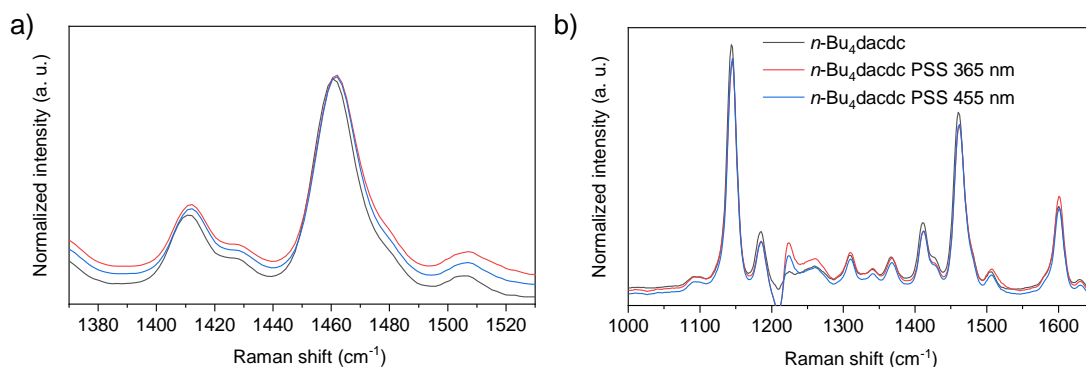 a)
Normalized intensity (a. u.)
1380 1400 1420 1440 1460 1480 1500 1520
Raman shift (cm⁻¹)
b)
Normalized intensity (a. u.)
n-Bu₄dacdc
n-Bu₄dacdc PSS 365 nm
n-Bu₄dacdc PSS 455 nm
1000 1100 1200 1300 1400 1500 1600
Raman shift (cm⁻¹)